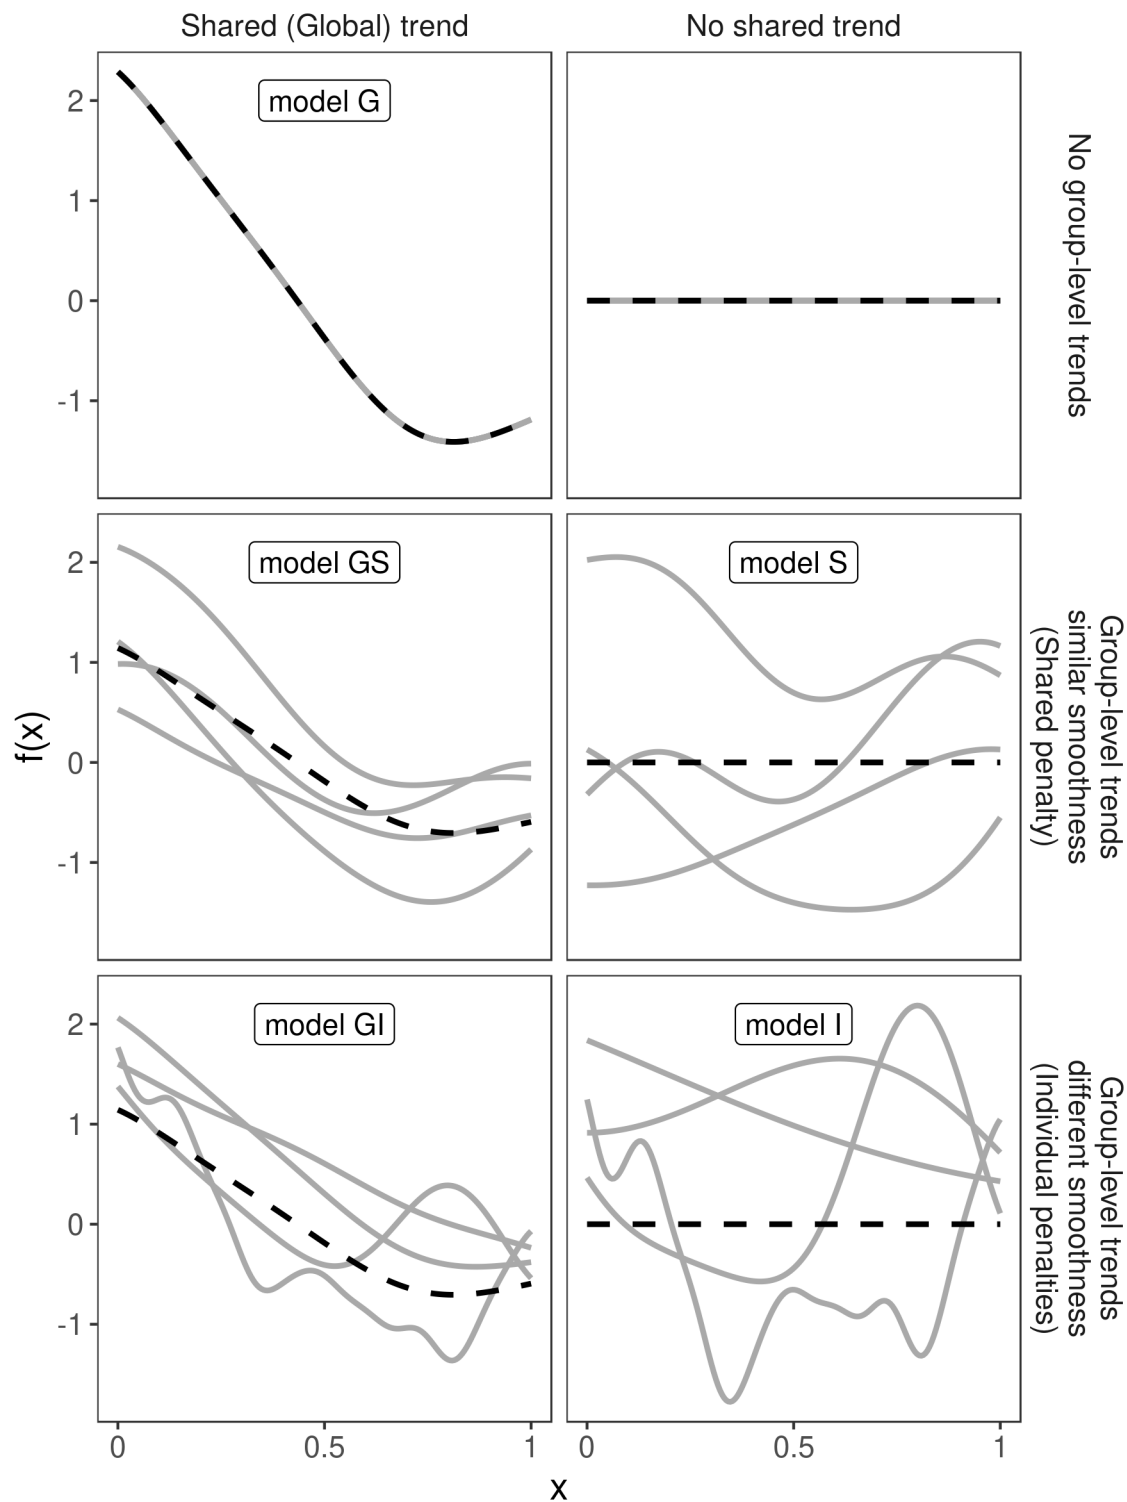 Shared (Global) trend
No shared trend
model G
2
1
0
-1
No group-level trends
model GS
model S
2
1
0
-1
f(x)
Group-level trends
similar smoothness
(Shared penalty)
model GI
model I
2
1
0
-1
Group-level trends
different smoothness
(Individual penalties)
0
0.5
1
0
0.5
1
x